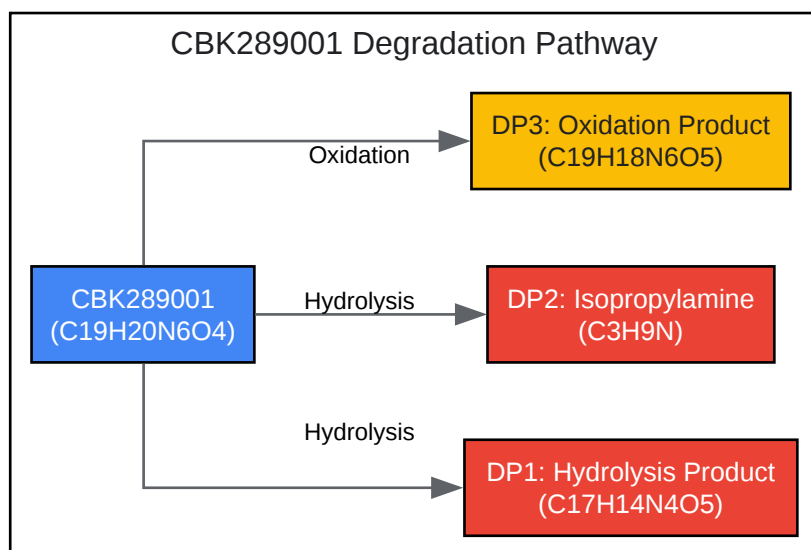 CBK289001 Degradation Pathway
DP3: Oxidation Product
(C19H18N6O5)
Oxidation
CBK289001
(C19H20N6O4)
Hydrolysis
DP2: Isopropylamine
(C3H9N)
Hydrolysis
DP1: Hydrolysis Product
(C17H14N4O5)